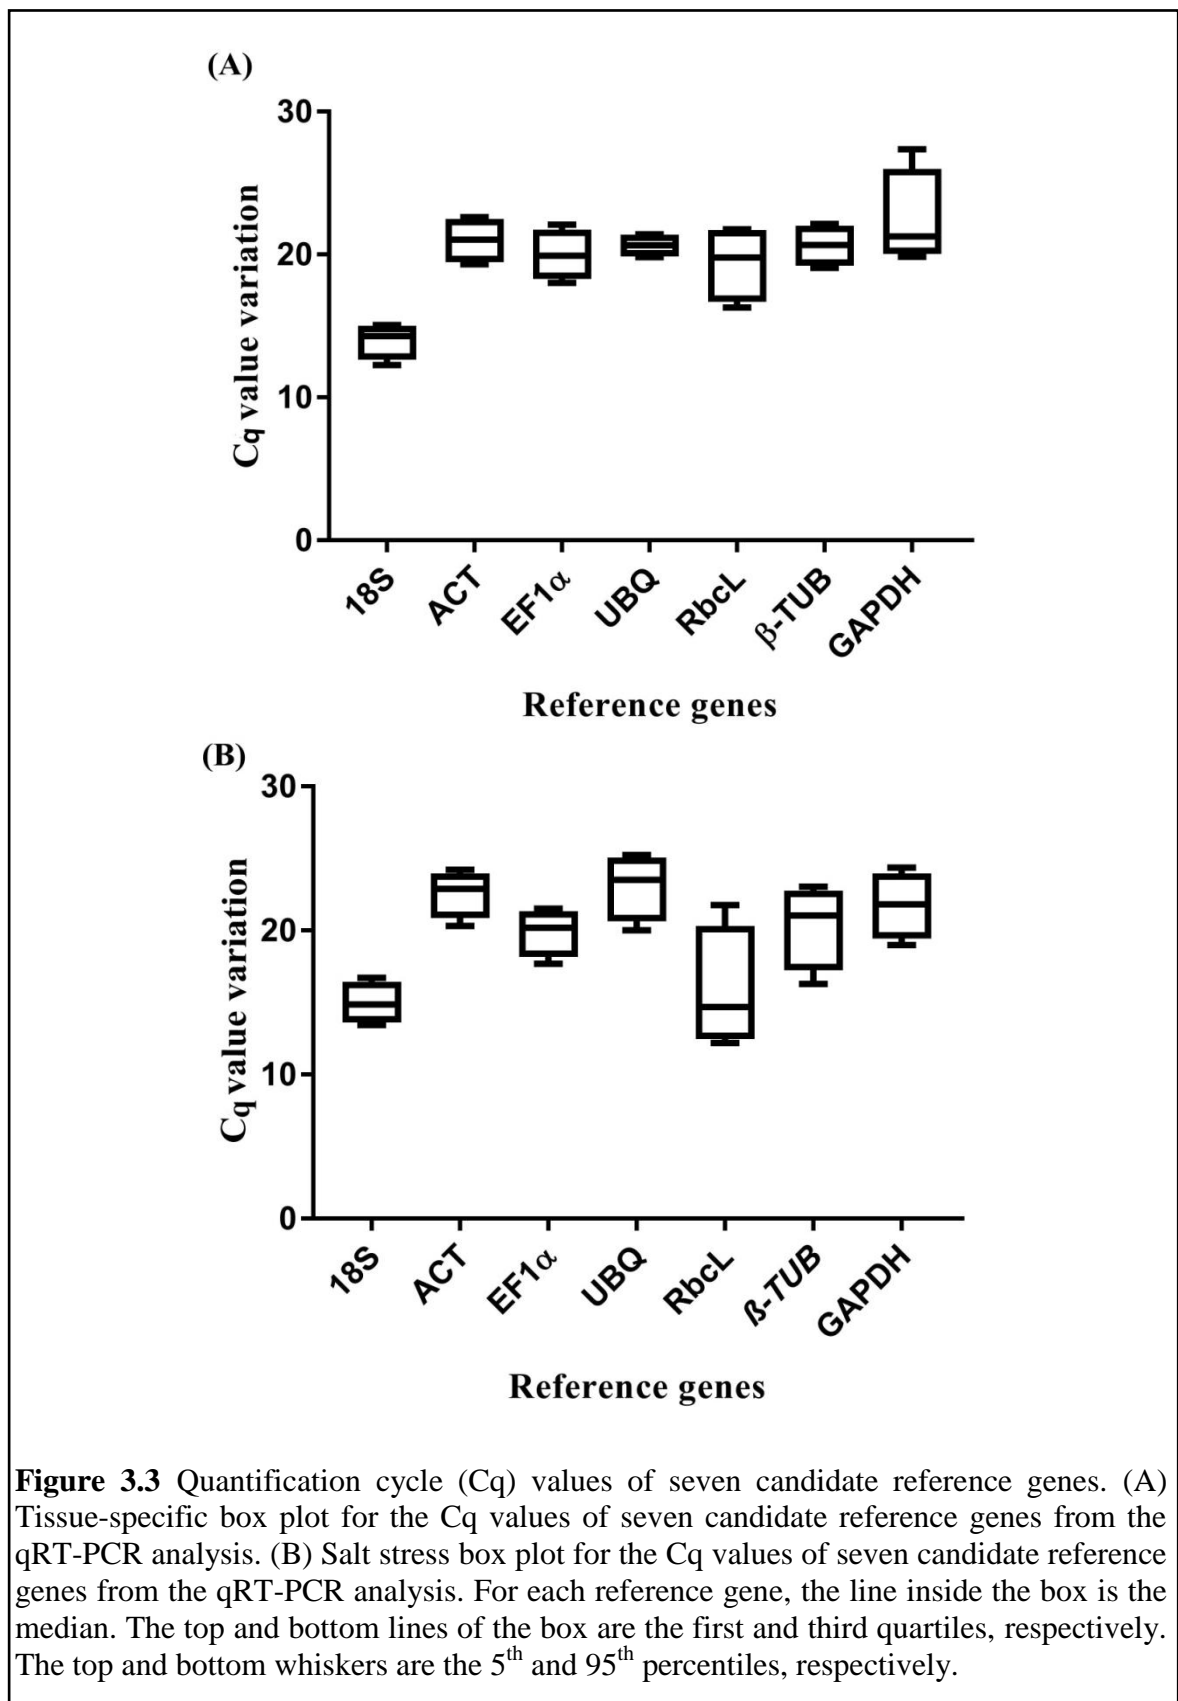 (A)
30
20
10
0
Cq value variation
18S
ACT
EF1α
UBQ
RbcL
β-TUB
GAPDH
Reference genes
(B)
30
20
10
0
Cq value variation
18S
ACT
EF1α
UBQ
RbcL
ß-TUB
GAPDH
Reference genes
Figure 3.3 Quantification cycle (Cq) values of seven candidate reference genes. (A)
Tissue-specific box plot for the Cq values of seven candidate reference genes from the
qRT-PCR analysis. (B) Salt stress box plot for the Cq values of seven candidate reference
genes from the qRT-PCR analysis. For each reference gene, the line inside the box is the
median. The top and bottom lines of the box are the first and third quartiles, respectively.
The top and bottom whiskers are the 5th and 95th percentiles, respectively.